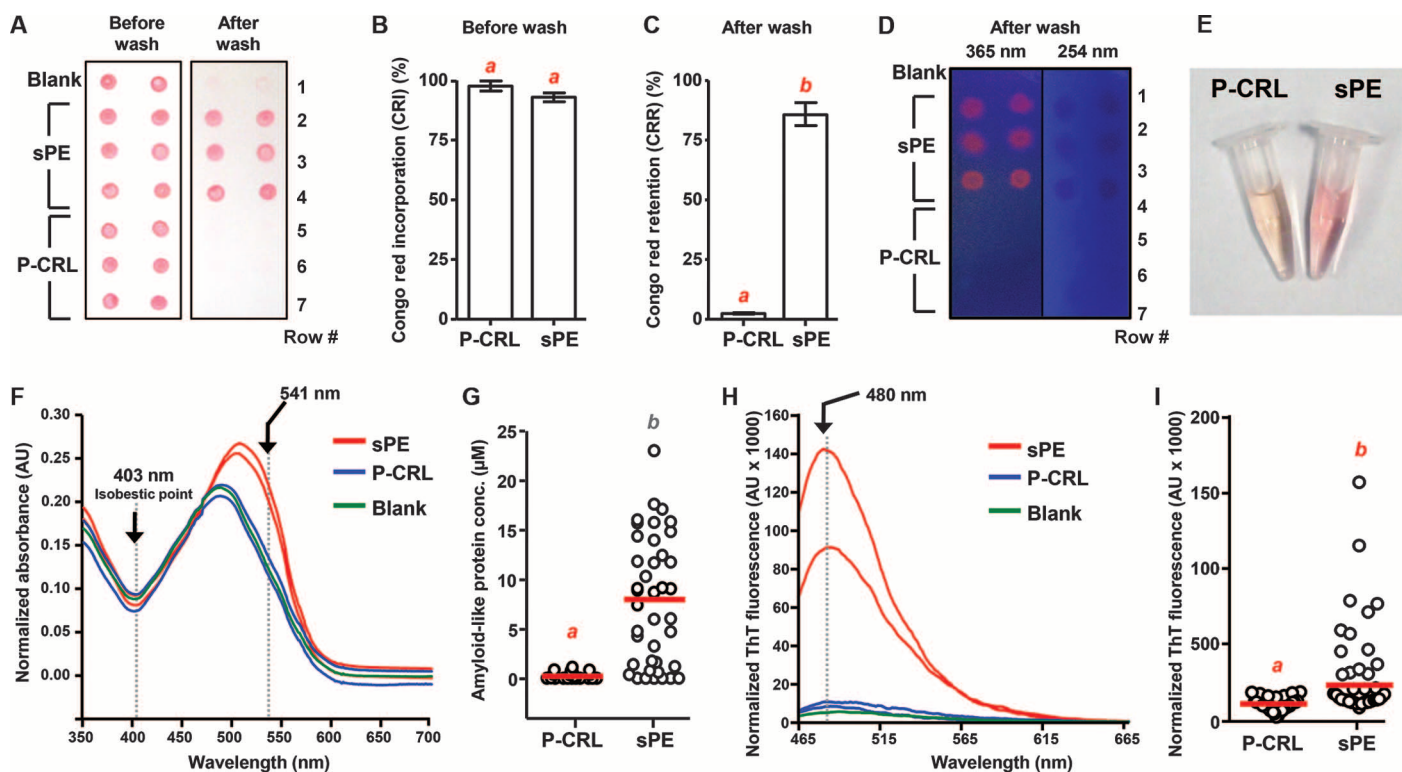 A
Before wash
After wash
Blank
sPE
P-CRL
1
2
3
4
5
6
7
Row #
B
Before wash
Congo red incorporation (CRI) (%)
100
75
50
25
0
a
a
P-CRL
sPE
C
After wash
Congo red retention (CRR) (%)
100
75
50
25
0
a
b
P-CRL
sPE
D
After wash
365 nm
254 nm
Blank
sPE
P-CRL
1
2
3
4
5
6
7
Row #
E
P-CRL
sPE
F
Normalized absorbance (AU)
0.30
0.25
0.20
0.15
0.10
0.05
0.00
403 nm
Isobestic point
541 nm
sPE
P-CRL
Blank
350
400
450
500
550
600
650
700
Wavelength (nm)
G
Amyloid-like protein conc. (µM)
25
20
15
10
5
0
a
b
P-CRL
sPE
H
Normalized ThT fluorescence (AU x 1000)
160
140
120
100
80
60
40
20
0
480 nm
sPE
P-CRL
Blank
465
515
565
615
665
Wavelength (nm)
I
Normalized ThT fluorescence (AU x 1000)
200
150
100
500
0
a
b
P-CRL
sPE